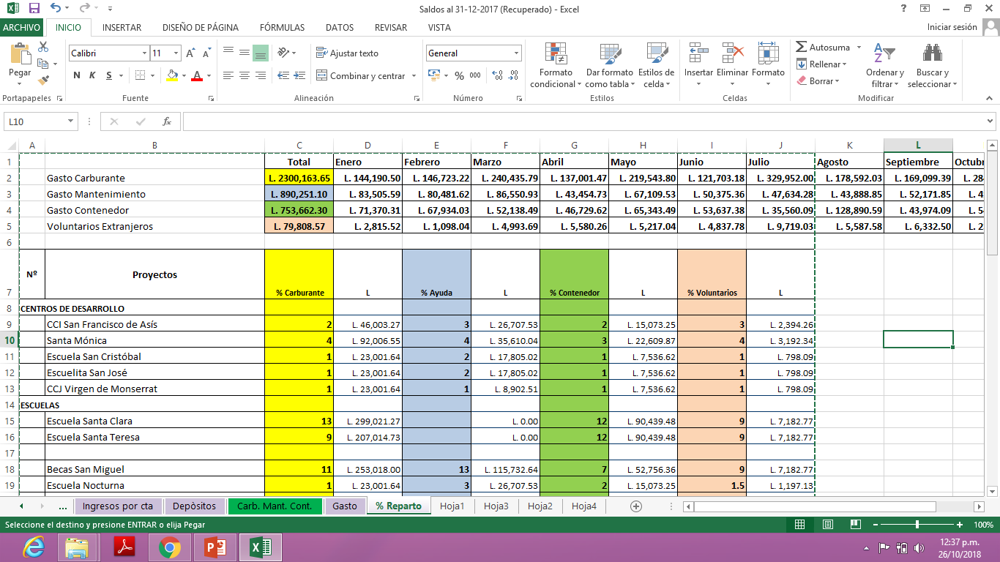 Saldos al 31-12-2017 (Recuperado) - Excel
ARCHIVO INICIO INSERTAR DISEÑO DE PÁGINA FÓRMULAS DATOS REVISAR VISTA Iniciar sesión
Pegar Calibri 11 Ajustar texto General Formato condicional Dar formato como tabla Estilos de celda Insertar Eliminar Formato Autosuma Rellenar Borrar Ordenar y filtrar Buscar y seleccionar
N K S Combinar y centrar % 000
Portapapeles Fuente Alineación Número Estilos Celdas Modificar
L10 fx
A B C D E F G H I J K L
1 Total Enero Febrero Marzo Abril Mayo Junio Julio Agosto Septiembre Octubr
2 Gasto Carburante L. 2300,163.65 L. 144,190.50 L. 146,723.22 L. 240,435.79 L. 137,001.47 L. 219,543.80 L. 121,703.18 L. 329,952.00 L. 178,592.03 L. 169,099.39 L. 28
3 Gasto Mantenimiento L. 890,251.10 L. 83,505.59 L. 80,481.62 L. 86,550.93 L. 43,454.73 L. 67,109.53 L. 50,375.36 L. 47,634.28 L. 43,888.85 L. 52,171.85 L. 4
4 Gasto Contenedor L. 753,662.30 L. 71,370.31 L. 67,934.03 L. 52,138.49 L. 46,729.62 L. 65,343.49 L. 53,637.38 L. 35,560.09 L. 128,890.59 L. 43,974.09 L. 5
5 Voluntarios Extranjeros L. 79,808.57 L. 2,815.52 L. 1,098.04 L. 4,993.69 L. 5,580.26 L. 5,217.04 L. 4,837.78 L. 9,719.03 L. 5,587.58 L. 6,332.50 L. 2
6
7 Nº Proyectos % Carburante L % Ayuda L % Contenedor L % Voluntarios L
8 CENTROS DE DESARROLLO
9 CCI San Francisco de Asís 2 L. 46,003.27 3 L. 26,707.53 2 L. 15,073.25 3 L. 2,394.26
10 Santa Mónica 4 L. 92,006.55 4 L. 35,610.04 3 L. 22,609.87 4 L. 3,192.34
11 Escuela San Cristóbal 1 L. 23,001.64 2 L. 17,805.02 1 L. 7,536.62 1 L. 798.09
12 Escuelita San José 1 L. 23,001.64 2 L. 17,805.02 1 L. 7,536.62 1 L. 798.09
13 CCJ Virgen de Monserrat 1 L. 23,001.64 1 L. 8,902.51 1 L. 7,536.62 1 L. 798.09
14 ESCUELAS
15 Escuela Santa Clara 13 L. 299,021.27 L. 0.00 12 L. 90,439.48 9 L. 7,182.77
16 Escuela Santa Teresa 9 L. 207,014.73 L. 0.00 12 L. 90,439.48 9 L. 7,182.77
17
18 Becas San Miguel 11 L. 253,018.00 13 L. 115,732.64 7 L. 52,756.36 9 L. 7,182.77
19 Escuela Nocturna 1 L. 23,001.64 3 L. 26,707.53 2 L. 15,073.25 1.5 L. 1,197.13
... Ingresos por cta Depòsitos Carb. Mant. Cont. Gasto % Reparto Hoja1 Hoja3 Hoja2 Hoja4
Seleccione el destino y presione ENTRAR o elija Pegar 100%
12:37 p.m.
26/10/2018